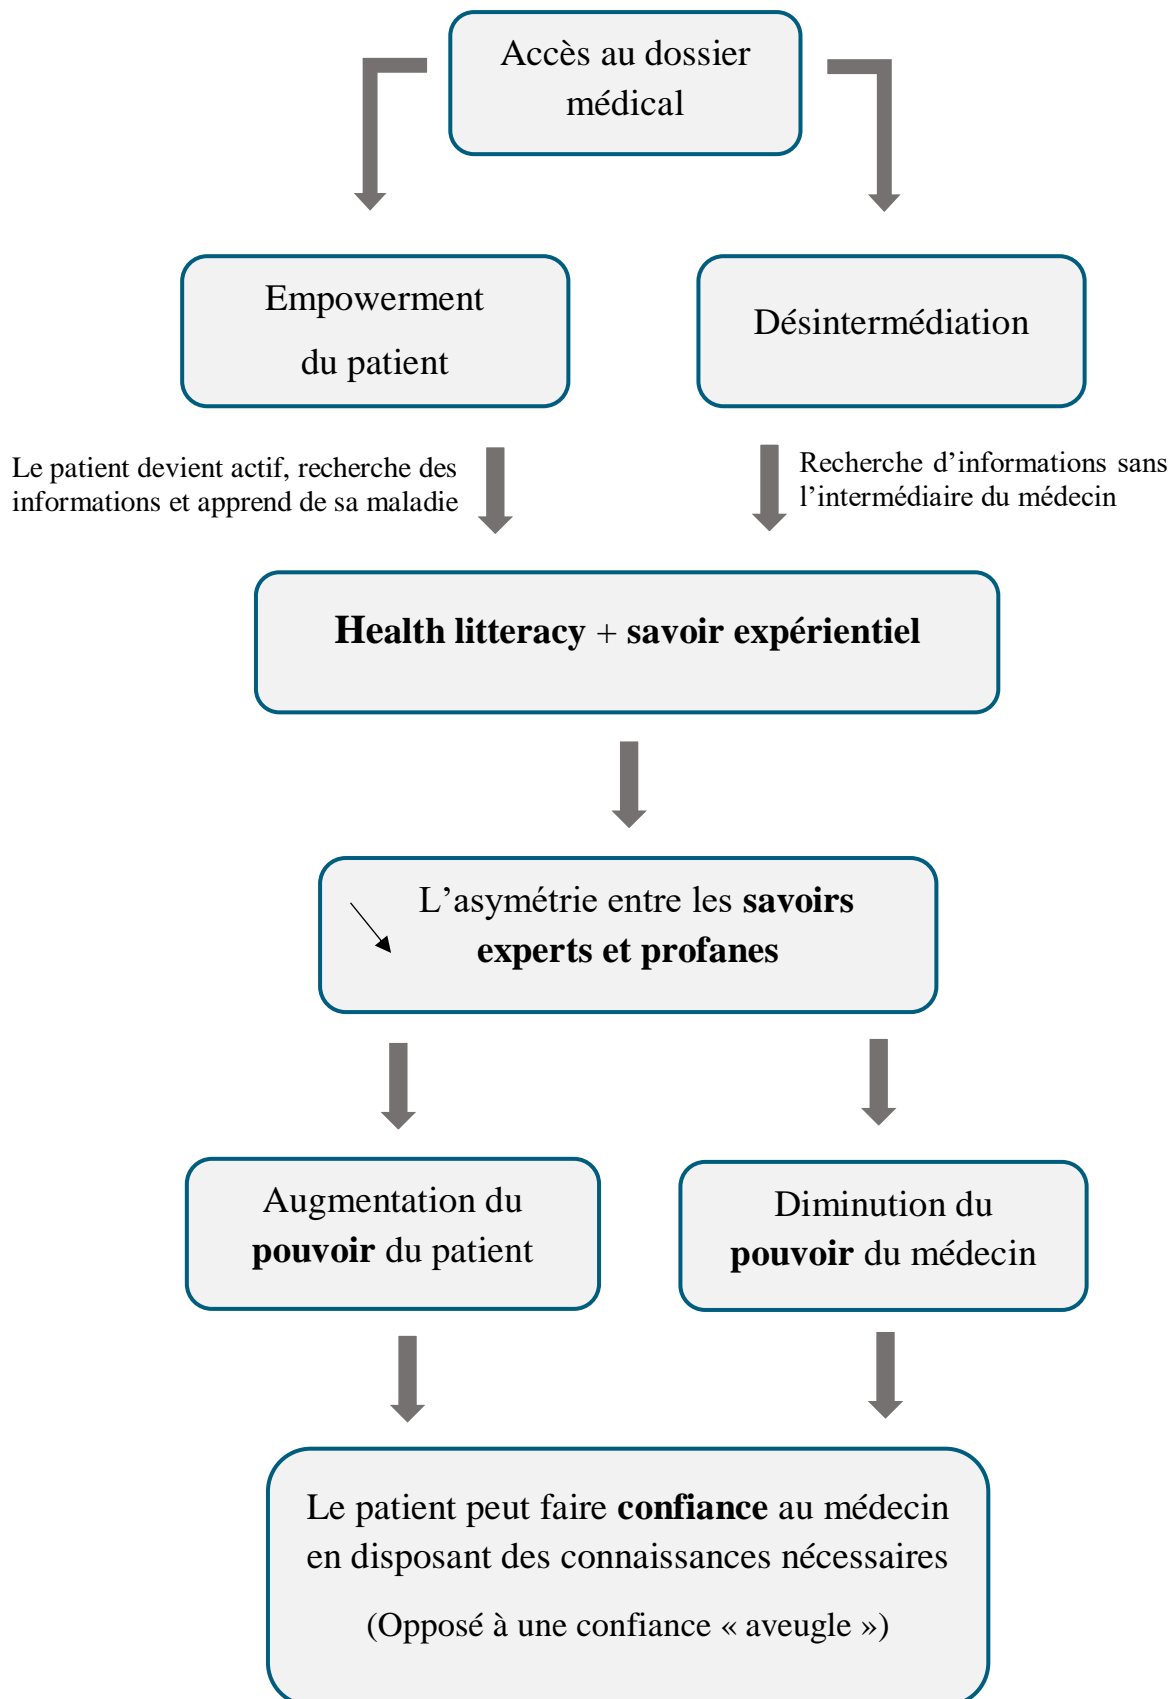 Accès au dossier
médical
Empowerment
du patient
Désintermédiation
Le patient devient actif, recherche des
informations et apprend de sa maladie
Recherche d’informations sans
l’intermédiaire du médecin
Health litteracy + savoir expérientiel
L’asymétrie entre les savoirs
experts et profanes
Augmentation du
pouvoir du patient
Diminution du
pouvoir du médecin
Le patient peut faire confiance au médecin
en disposant des connaissances nécessaires
(Opposé à une confiance « aveugle »)